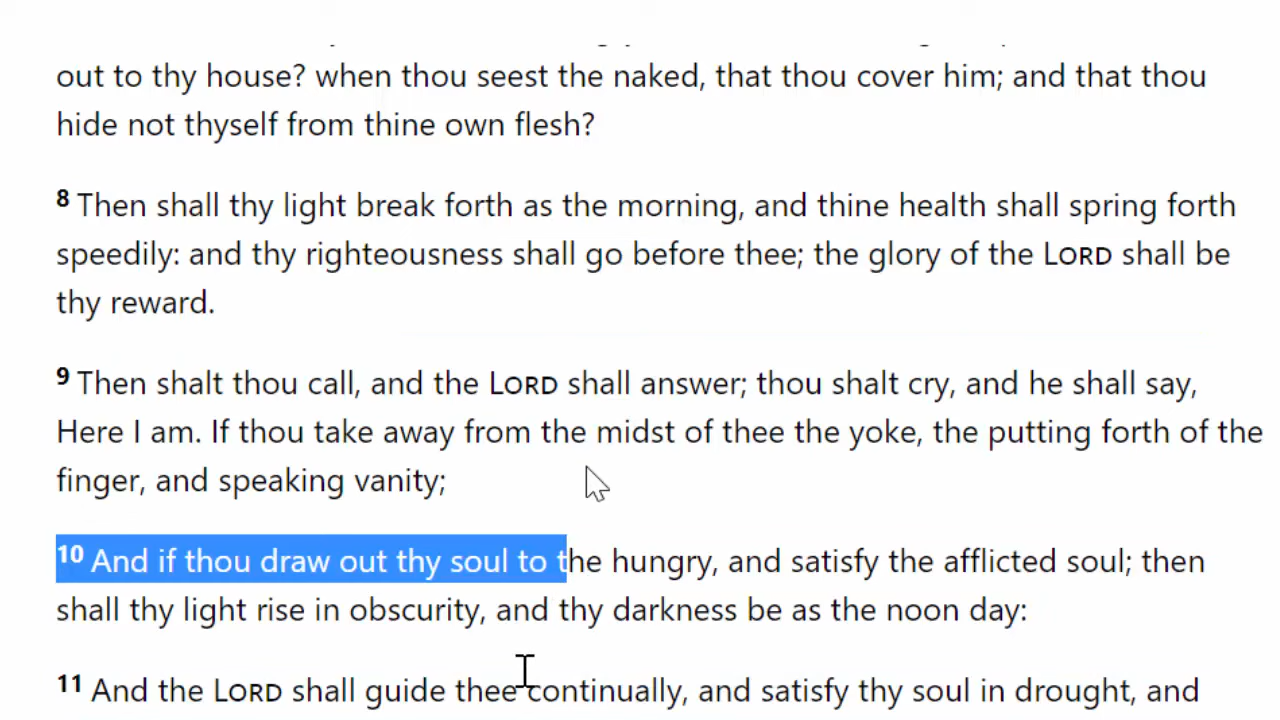 out to thy house? when thou seest the naked, that thou cover him; and that thou
hide not thyself from thine own flesh?
8 Then shall thy light break forth as the morning, and thine health shall spring forth
speedily: and thy righteousness shall go before thee; the glory of the LORD shall be
thy reward.
9 Then shalt thou call, and the LORD shall answer; thou shalt cry, and he shall say,
Here I am. If thou take away from the midst of thee the yoke, the putting forth of the
finger, and speaking vanity;
10 And if thou draw out thy soul to the hungry, and satisfy the afflicted soul; then
shall thy light rise in obscurity, and thy darkness be as the noon day:
11 And the LORD shall guide thee continually, and satisfy thy soul in drought, and